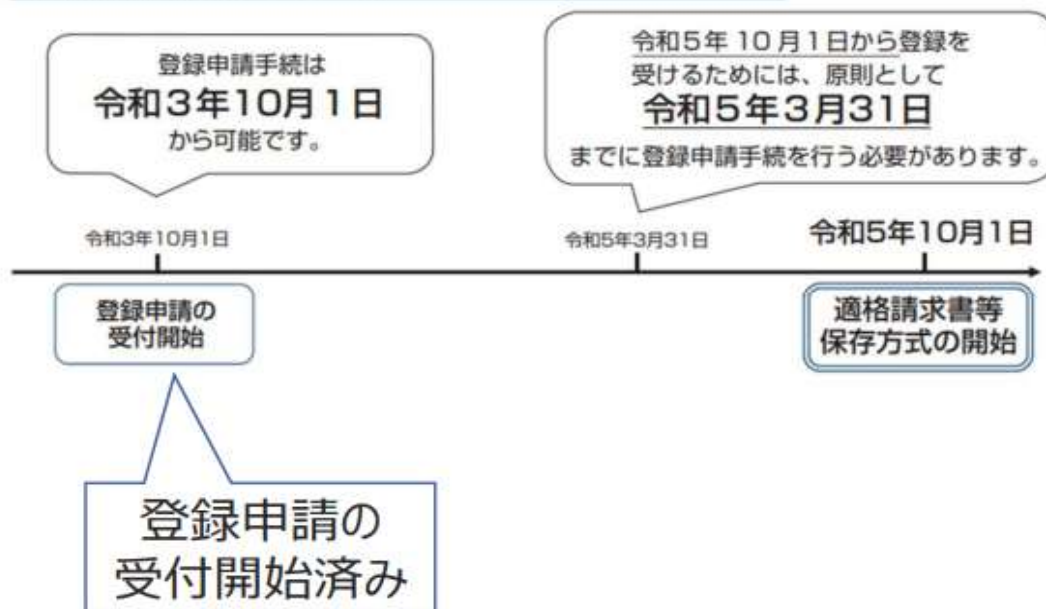 登録申請手続は
令和3年10月1日
から可能です。
令和5年10月1日から登録を
受けるためには、原則として
令和5年3月31日
までに登録申請手続を行う必要があります。
令和3年10月1日
令和5年3月31日
令和5年10月1日
登録申請の
受付開始
適格請求書等
保存方式の開始
登録申請の
受付開始済み